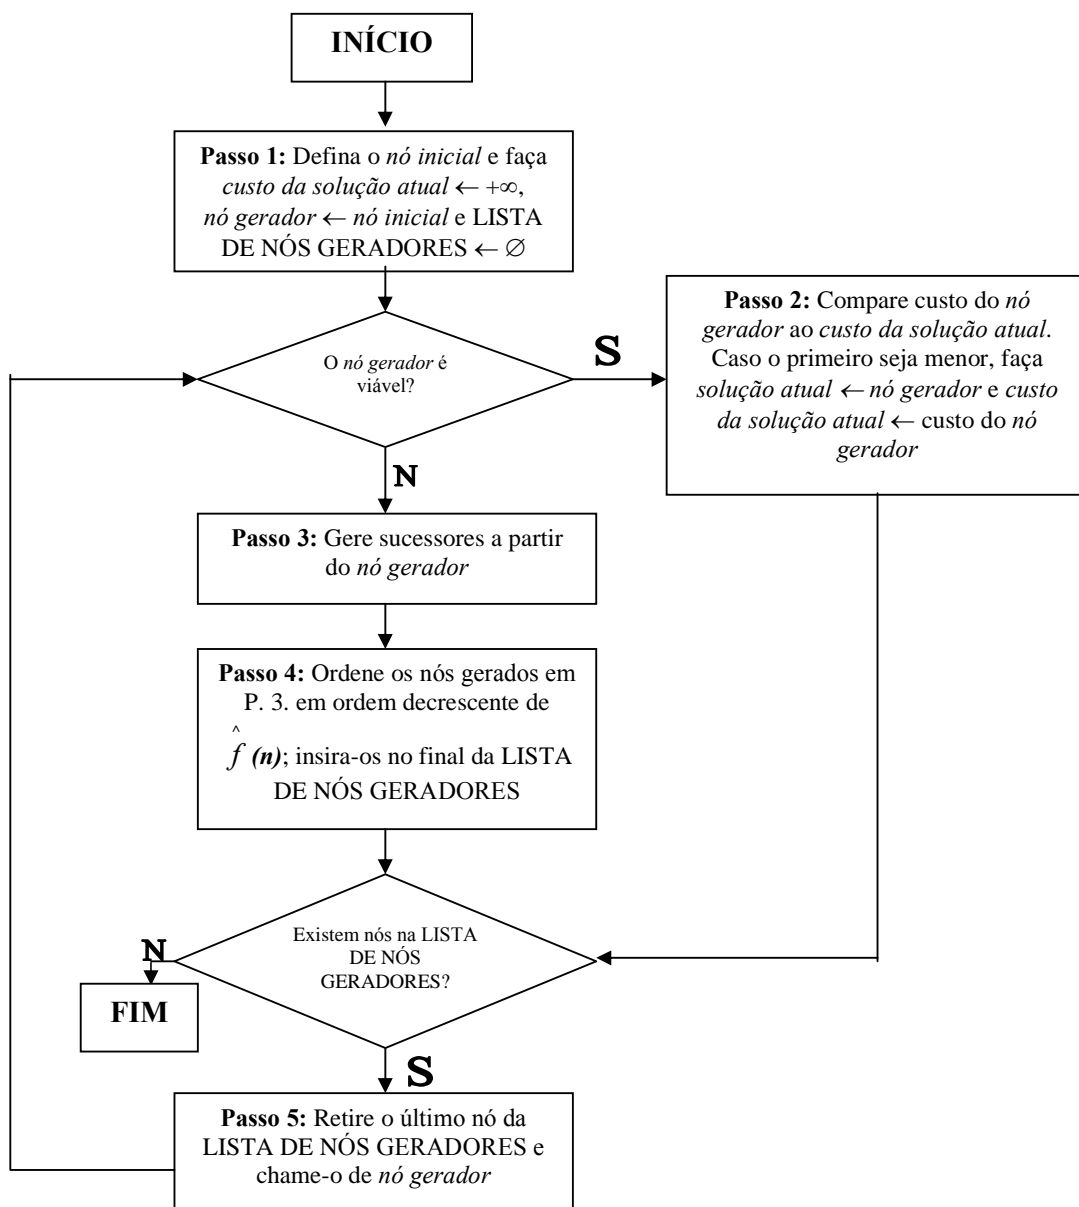 INÍCIO
Passo 1: Defina o nó inicial e faça
custo da solução atual ← +∞,
nó gerador ← nó inicial e LISTA
DE NÓS GERADORES ← ∅
O nó gerador é
viável?
S
Passo 2: Compare custo do nó
gerador ao custo da solução atual.
Caso o primeiro seja menor, faça
solução atual ← nó gerador e custo
da solução atual ← custo do nó
gerador
N
Passo 3: Gere sucessores a partir
do nó gerador
Passo 4: Ordene os nós gerados em
P. 3. em ordem decrescente de
f̂ (n); insira-os no final da LISTA
DE NÓS GERADORES
Existem nós na LISTA
DE NÓS
GERADORES?
N
FIM
S
Passo 5: Retire o último nó da
LISTA DE NÓS GERADORES e
chame-o de nó gerador